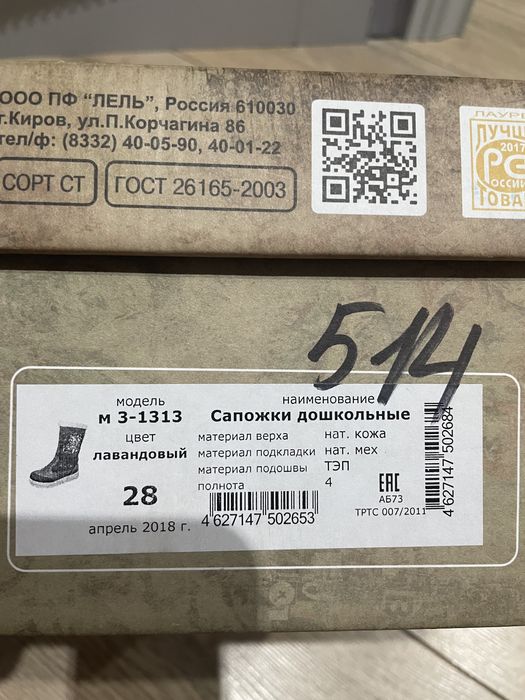 ООО ПФ "ЛЕЛЬ", Россия 610030
г.Киров, ул.П.Корчагина 86
тел/ф: (8332) 40-05-90, 40-01-22
СОРТ СТ
ГОСТ 26165-2003
2017
514
модель
м 3-1313
цвет
лавандовый
28
апрель 2018 г.
наименование
Сапожки дошкольные
материал верха нат. кожа
материал подкладки нат. мех
материал подошвы ТЭП
полнота 4
4 627147 502653
ЕАС
АБ73
ТРТС 007/2011
4 627147 502684